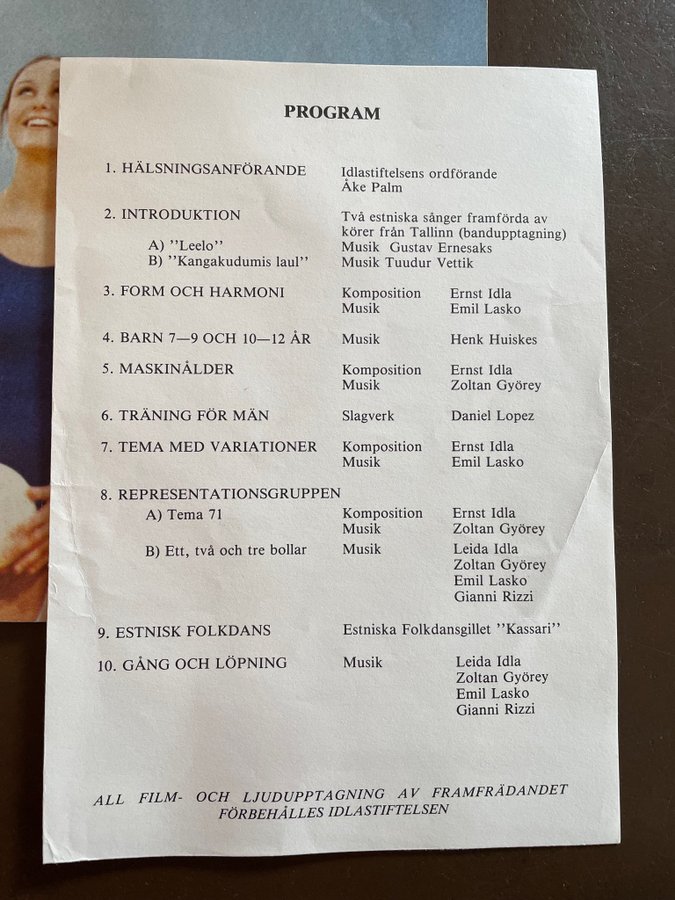 PROGRAM
1. HÄLSNINGSANFÖRANDE Idlastiftelsens ordförande
Åke Palm
2. INTRODUKTION Två estniska sånger framförda av
körer från Tallinn (bandupptagning)
A) ”Leelo” Musik Gustav Ernesaks
B) ”Kangakudumis laul” Musik Tuudur Vettik
3. FORM OCH HARMONI Komposition Ernst Idla
Musik Emil Lasko
4. BARN 7—9 OCH 10—12 ÅR Musik Henk Huiskes
5. MASKINÅLDER Komposition Ernst Idla
Musik Zoltan Györey
6. TRÄNING FÖR MÄN Slagverk Daniel Lopez
7. TEMA MED VARIATIONER Komposition Ernst Idla
Musik Emil Lasko
8. REPRESENTATIONSGRUPPEN
A) Tema 71 Komposition Ernst Idla
Musik Zoltan Györey
B) Ett, två och tre bollar Musik Leida Idla
Zoltan Györey
Emil Lasko
Gianni Rizzi
9. ESTNISK FOLKDANS Estniska Folkdansgillet ”Kassari”
10. GÅNG OCH LÖPNING Musik Leida Idla
Zoltan Györey
Emil Lasko
Gianni Rizzi
ALL FILM- OCH LJUDUPPTAGNING AV FRAMFRÄDANDET
FÖRBEHÅLLES IDLASTIFTELSEN